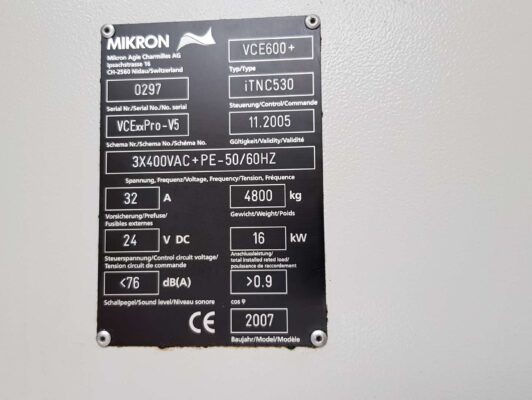 MIKRON
Mikron Agie Charmilles AG
Ipsachstrasse 16
CH-2560 Nidau/Switzerland
VCE600+
Typ/Type
0297
Serial Nr./Serial No./No. serial
iTNC530
Steuerung/Control/Commande
VCExxPro-V5
Schema Nr./Schema No./Schéma No.
11.2005
Gültigkeit/Validity/Validité
3X400VAC+PE-50/60HZ
Spannung, Frequenz/Voltage, Frequency/Tension, Fréquence
32 A
Vorsicherung/Prefuse/
Fusibles externes
4800 kg
Gewicht/Weight/Poids
24 V DC
Steuerspannung/Control circuit voltage/
Tension circuit de commande
16 kW
Anschlussleistung/
total installed rated load/
puissance de raccordement
<76 dB(A)
Schallpegel/Sound level/Niveau sonore
>0.9
cos φ
CE
2007
Baujahr/Model/Modèle